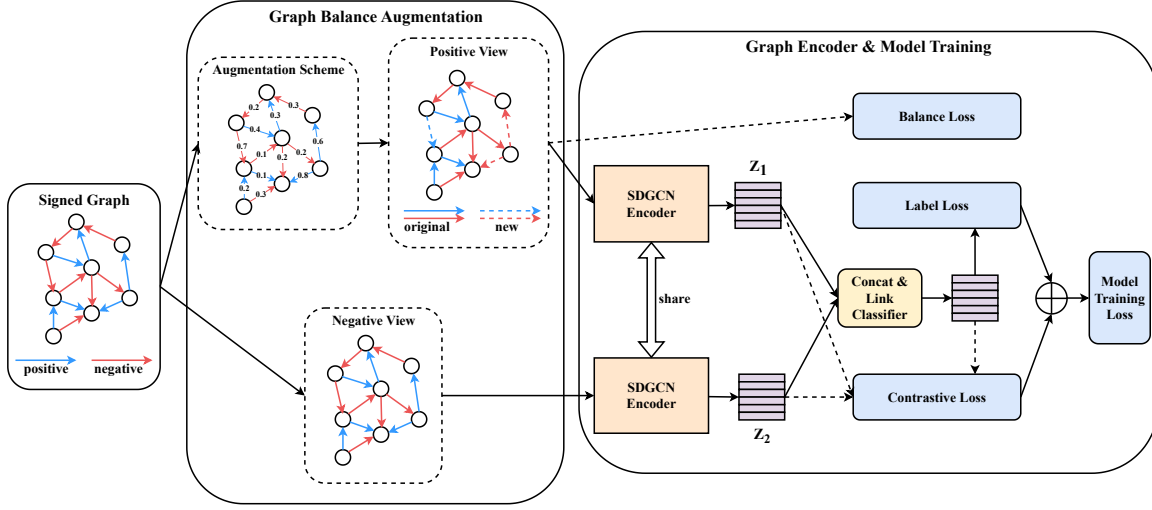 Graph Balance Augmentation
Graph Encoder & Model Training
Augmentation Scheme
0.2
0.3
0.3
0.4
0.7
0.1
0.2
0.2
0.6
0.1
0.8
0.2
0.3
Positive View
original
new
Signed Graph
positive
negative
Negative View
SDGCN
Encoder
share
SDGCN
Encoder
Z1
Z2
Concat &
Link
Classifier
Balance Loss
Label Loss
Contrastive Loss
Model
Training
Loss